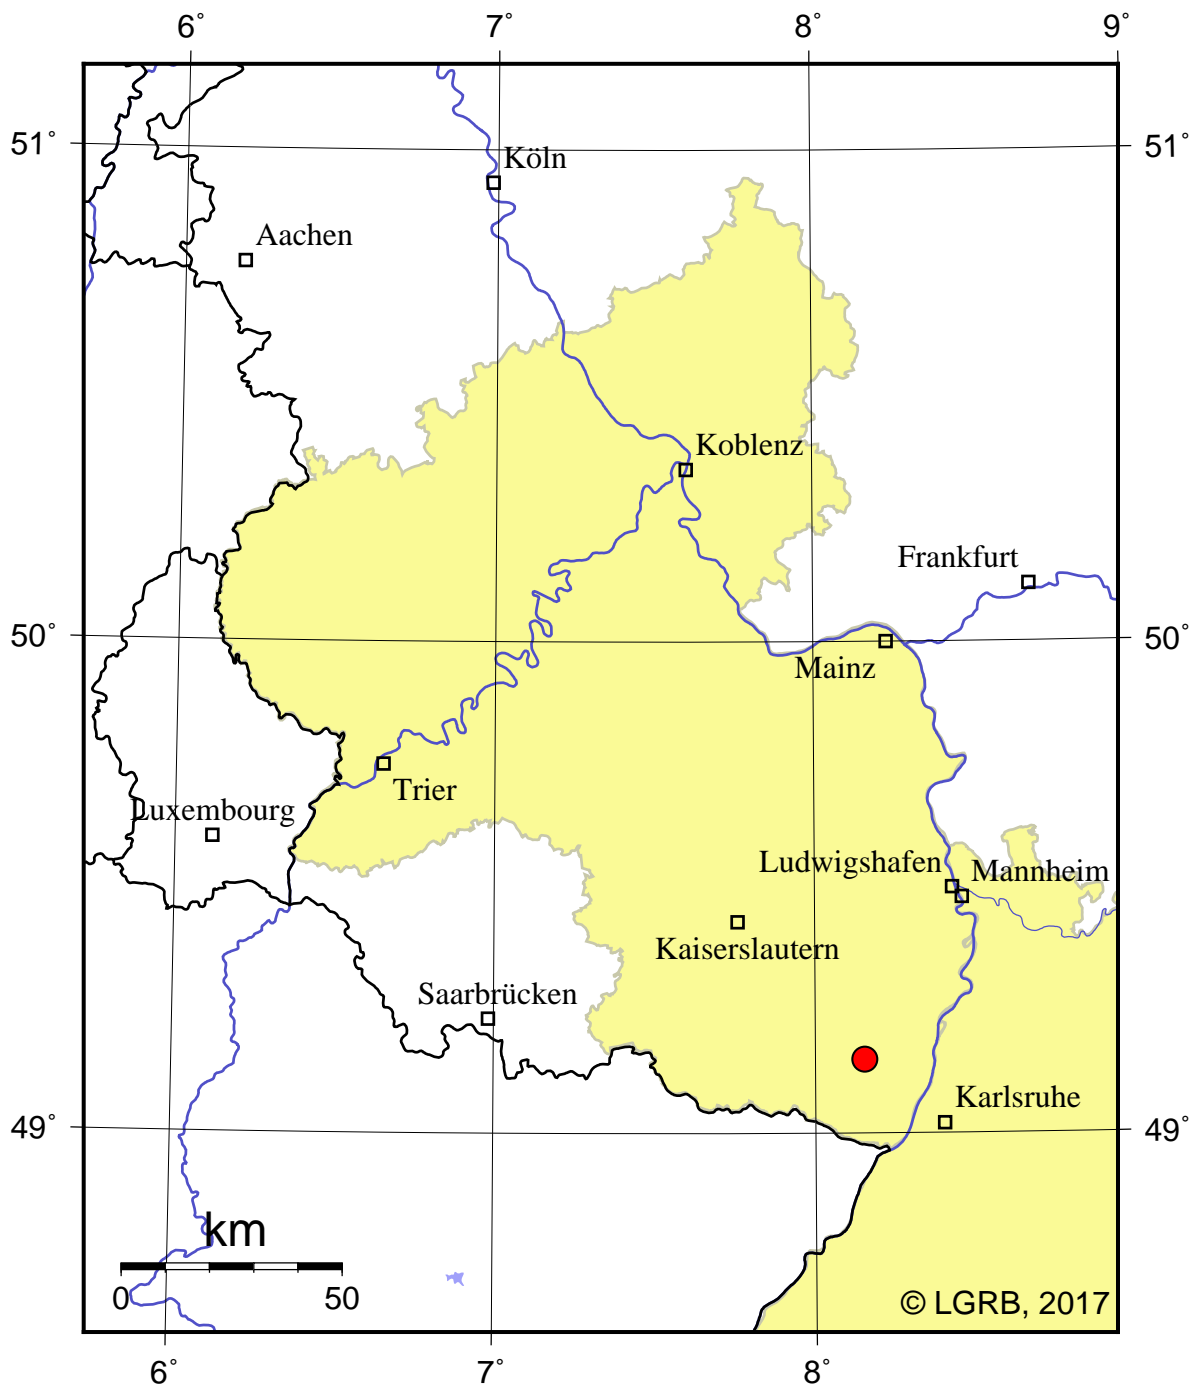 6° 7° 8° 9°
51° 51°
Köln
Aachen
Koblenz
Frankfurt
50° 50°
Mainz
Trier
Luxembourg
Ludwigshafen
Mannheim
Kaiserslautern
Saarbrücken
Karlsruhe
49° 49°
km
0 50
© LGRB, 2017
6° 7° 8°